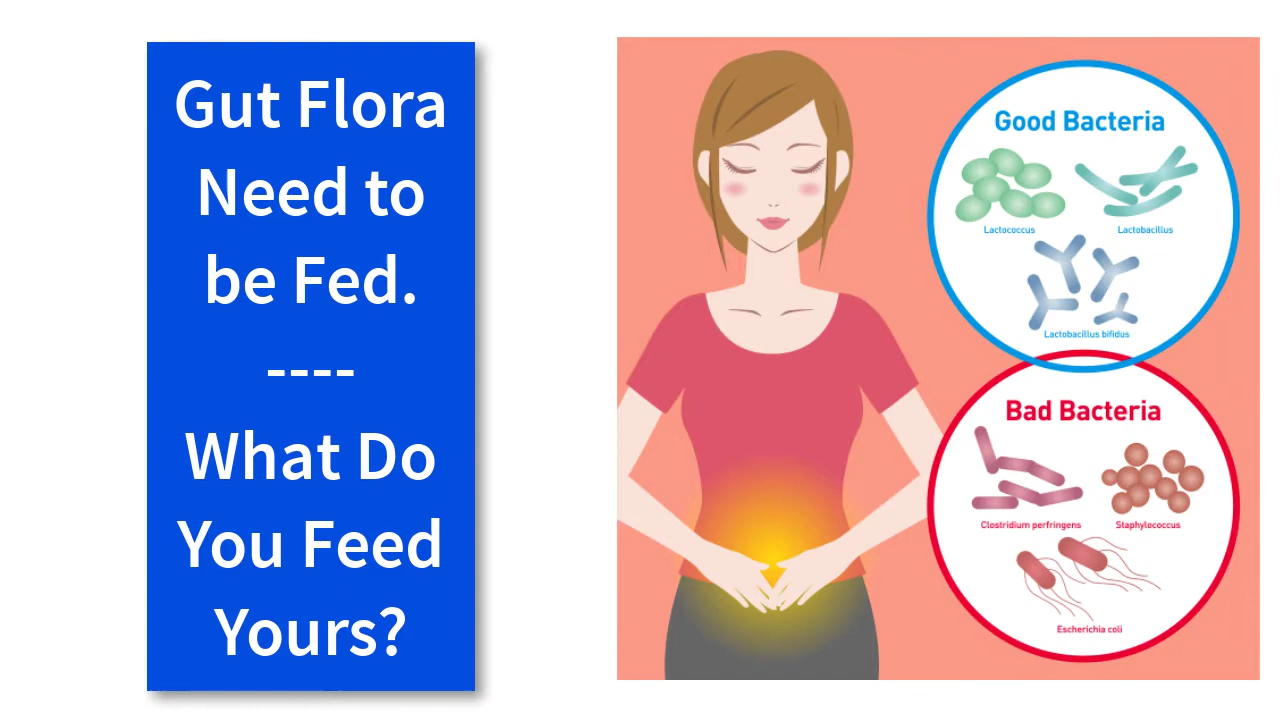 Gut Flora
Need to
be Fed.
----
What Do
You Feed
Yours?
Good Bacteria
Lactococcus
Lactobacillus
Lactobacillus bifidus
Bad Bacteria
Clostridium perfringens
Staphylococcus
Escherichia coli